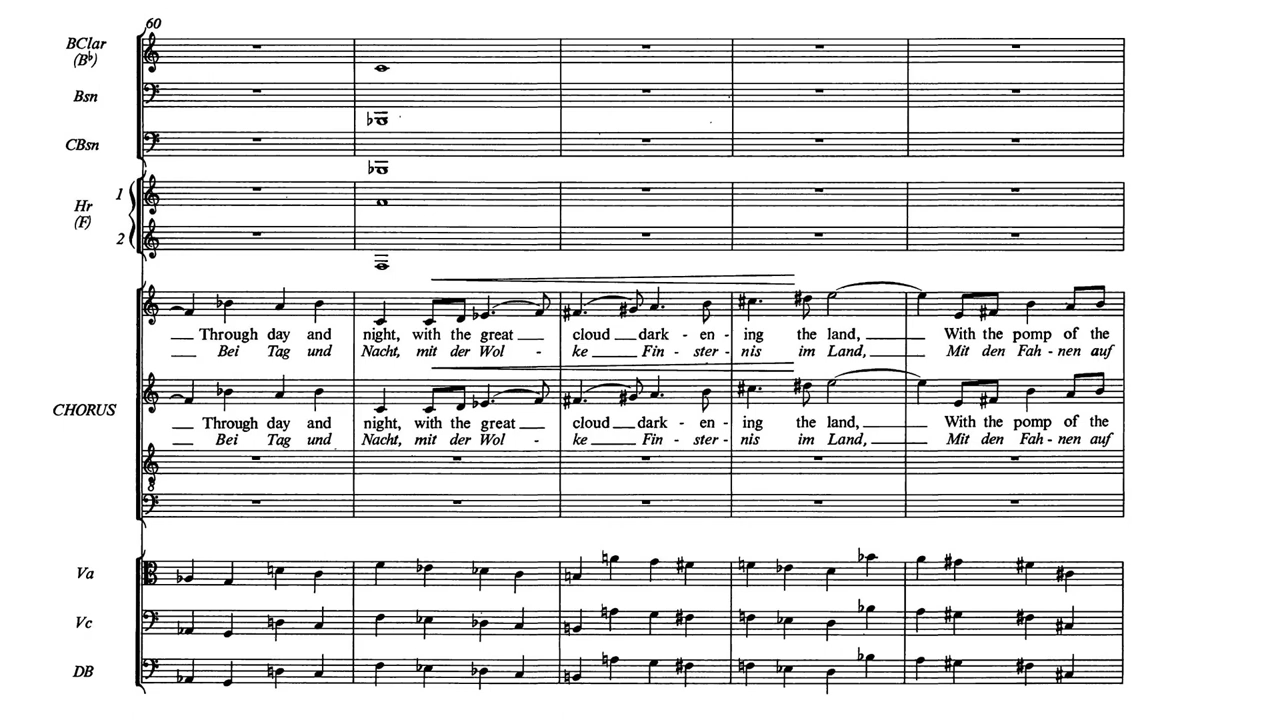 60
BClar
(B♭)
Bsn
CBsn
1
Hr
(F)
2
Through day and night, with the great cloud dark - en - ing the land, With the pomp of the
Bei Tag und Nacht, mit der Wol - ke Fin - ster - nis im Land, Mit den Fah - nen auf
CHORUS
Through day and night, with the great cloud dark - en - ing the land, With the pomp of the
Bei Tag und Nacht, mit der Wol - ke Fin - ster - nis im Land, Mit den Fah - nen auf
8
Va
Vc
DB